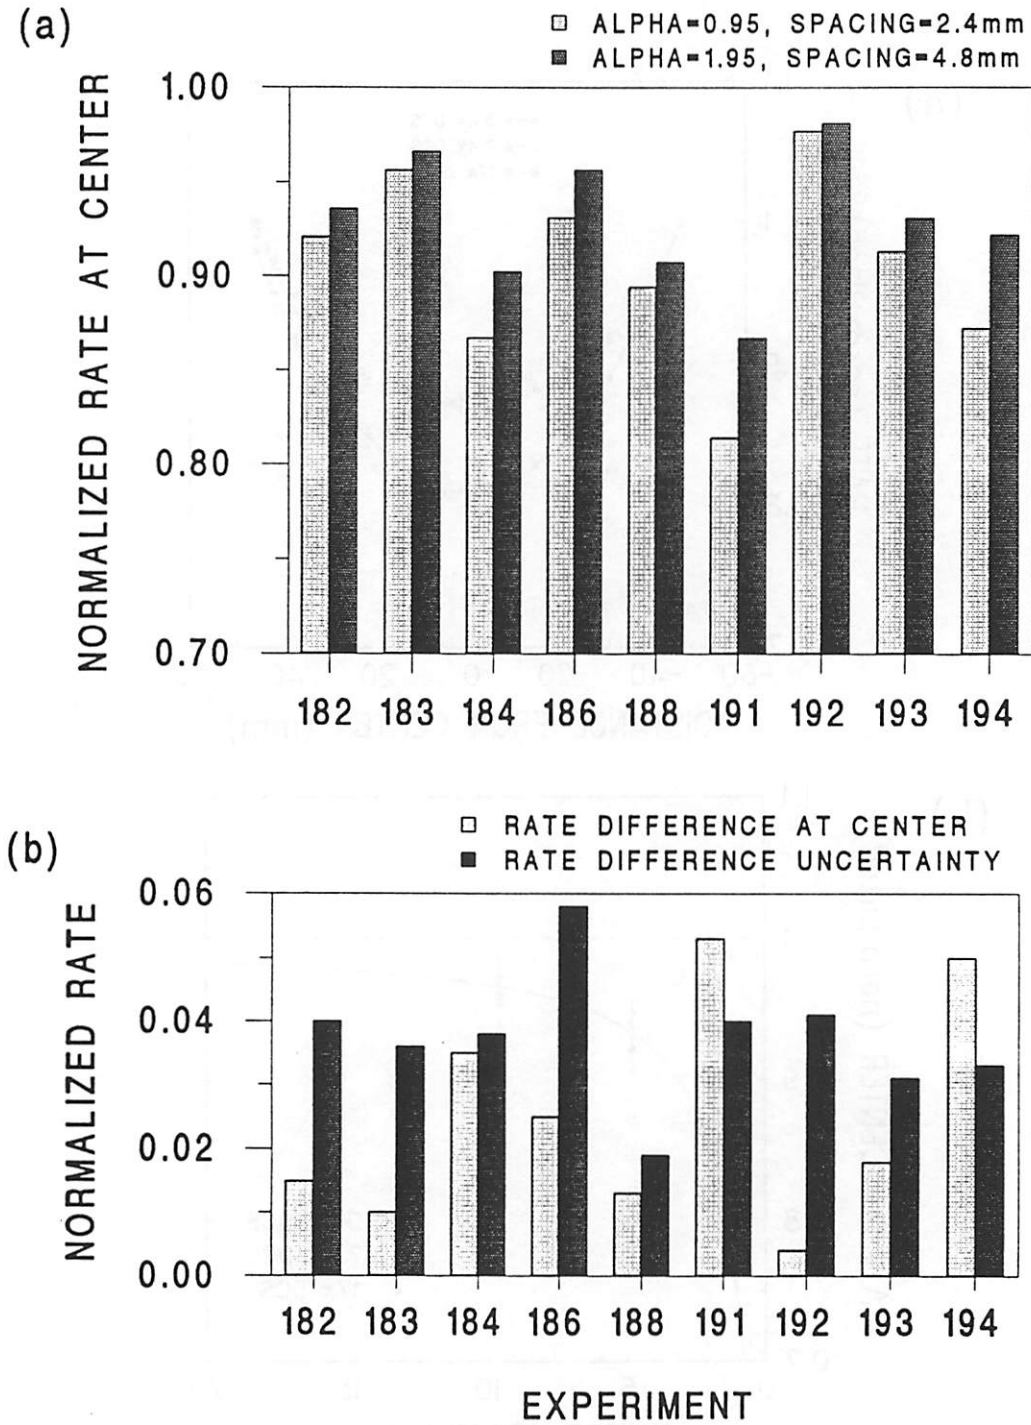 (a)
ALPHA=0.95, SPACING=2.4mm
ALPHA=1.95, SPACING=4.8mm
NORMALIZED RATE AT CENTER
1.00
0.90
0.80
0.70
182 183 184 186 188 191 192 193 194
(b)
RATE DIFFERENCE AT CENTER
RATE DIFFERENCE UNCERTAINTY
NORMALIZED RATE
0.06
0.04
0.02
0.00
182 183 184 186 188 191 192 193 194
EXPERIMENT